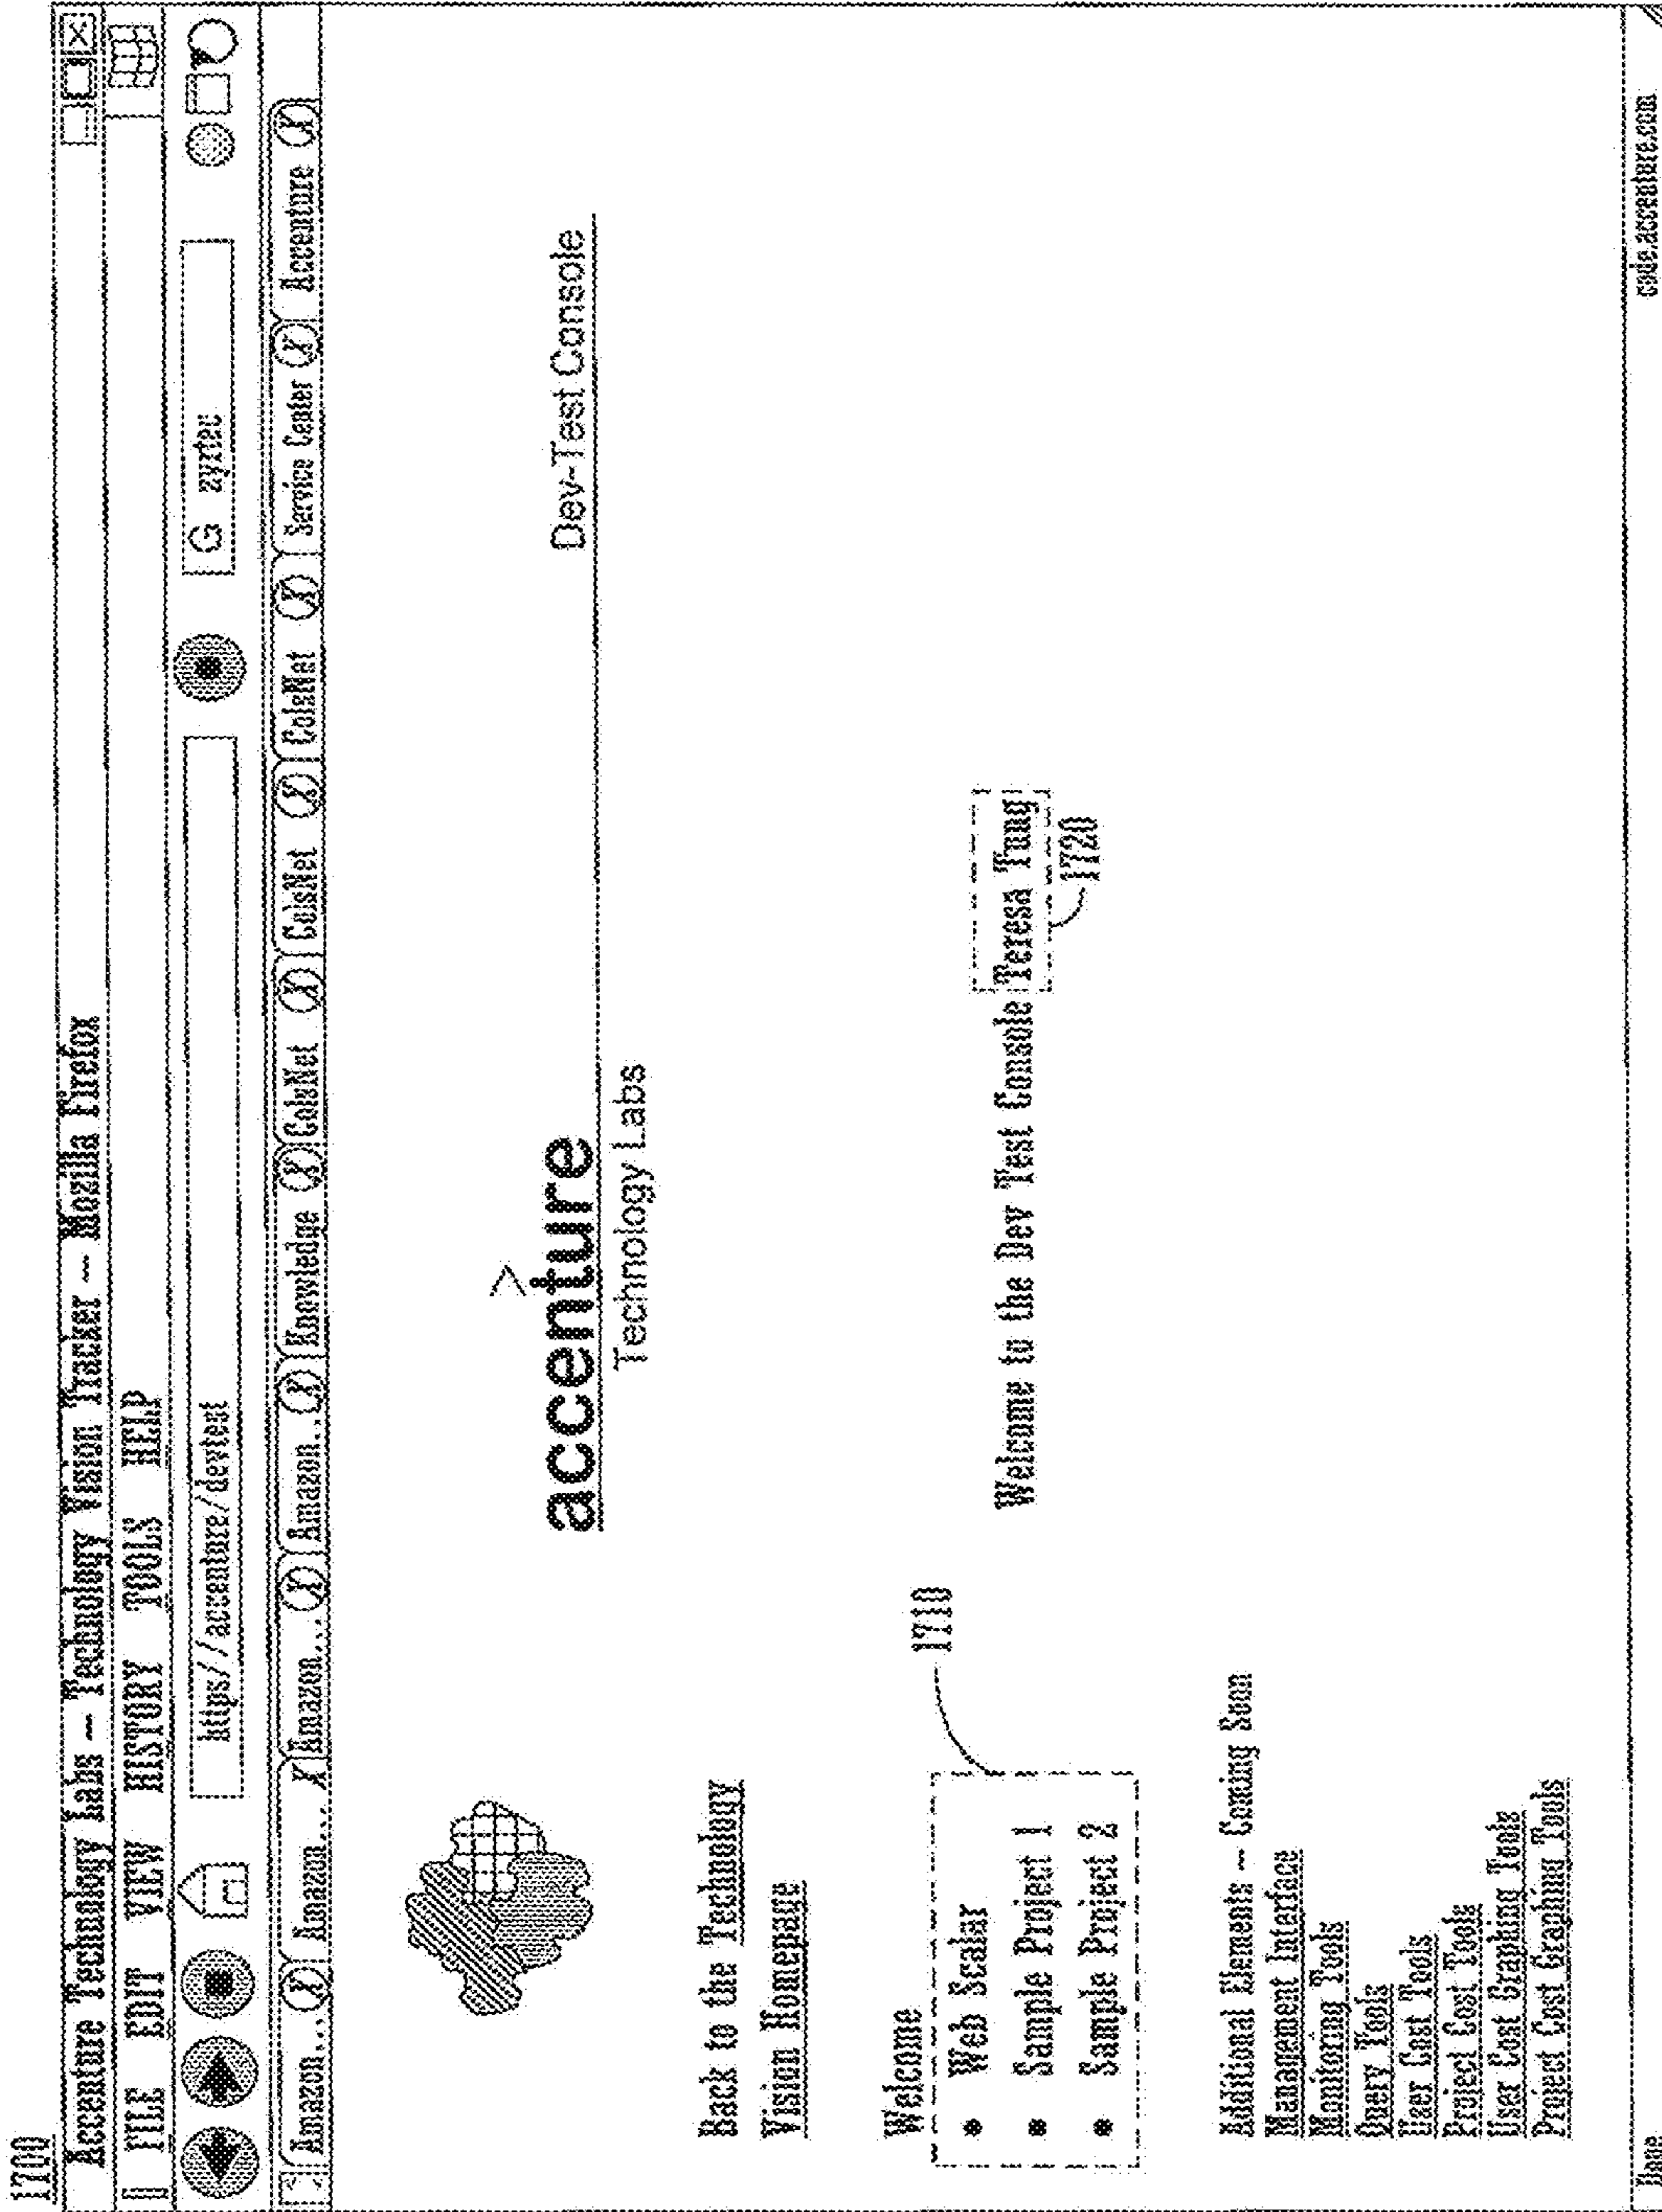 1700
Accenture Technology Labs -- Technology Vision Tracker -- Mozilla Firefox
FILE EDIT VIEW HISTORY TOOLS HELP
https//accenture/devtest
G zyrtec
Amazon... X Amazon... X Amazon... X Amazon... X Knowledge X ColsNet X ColsNet X ColsNet X Service Center X Accenture X
>
accenture
Technology Labs
Dev-Test Console
Back to the Technology
Vision Homepage
Welcome
1710
• Web Scalar
• Sample Project 1
• Sample Project 2
Welcome to the Dev Test Console Teresa Tung
1720
Additional Elements - Coming Soon
Management Interface
Monitoring Tools
Query Tools
User Cost Tools
Project Cost Tools
User Cost Graphing Tools
Project Cost Graphing Tools
Done
code.accenture.com